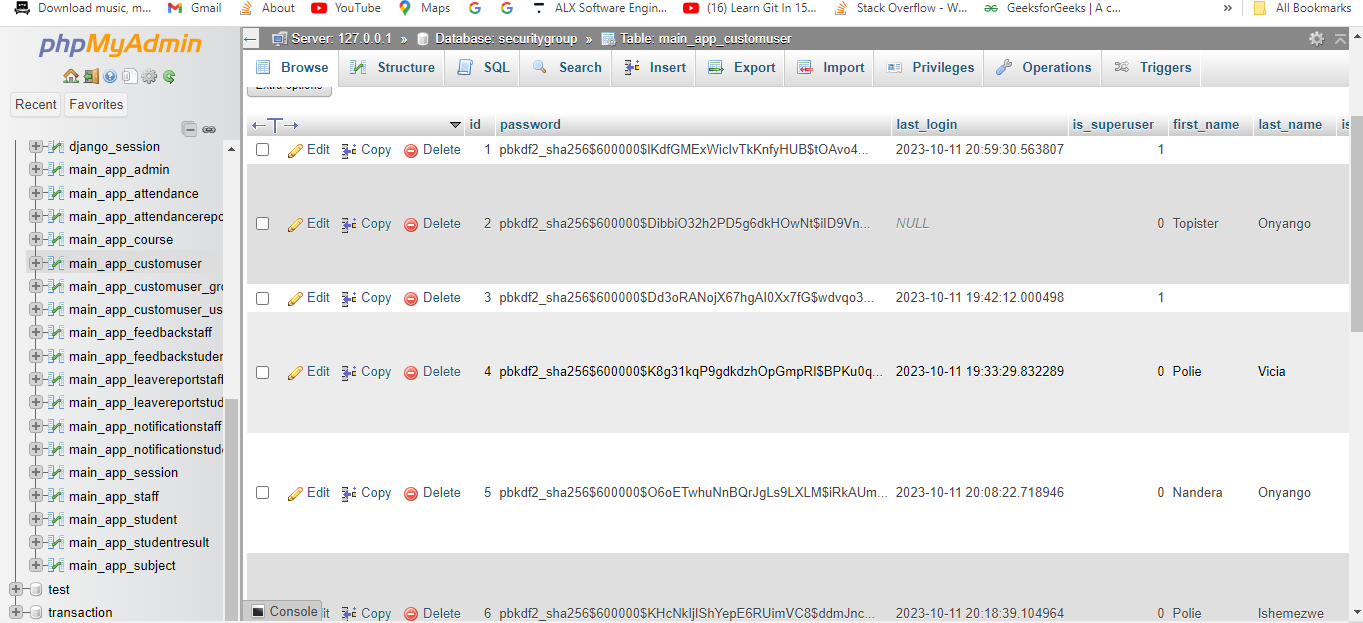 Download music, m... Gmail About YouTube Maps ALX Software Engin... (16) Learn Git In 15... Stack Overflow - W... GeeksforGeeks | A c... » All Bookmarks
phpMyAdmin
Recent Favorites
django_session
main_app_admin
main_app_attendance
main_app_attendancerepo
main_app_course
main_app_customuser
main_app_customuser_gro
main_app_customuser_us
main_app_feedbackstaff
main_app_feedbackstuden
main_app_leavereportstaff
main_app_leavereportstud
main_app_notificationstaff
main_app_notificationstude
main_app_session
main_app_staff
main_app_student
main_app_studentresult
main_app_subject
test
transaction
Server: 127.0.0.1 » Database: securitygroup » Table: main_app_customuser
Browse Structure SQL Search Insert Export Import Privileges Operations Triggers
Extra options
id password last_login is_superuser first_name last_name is
Edit Copy Delete 1 pbkdf2_sha256$600000$IKdfGMExWicIvTkKnfyHUB$tOAvo4... 2023-10-11 20:59:30.563807 1
Edit Copy Delete 2 pbkdf2_sha256$600000$DibbiO32h2PD5g6dkHOwNt$ilD9Vn... NULL 0 Topister Onyango
Edit Copy Delete 3 pbkdf2_sha256$600000$Dd3oRANojX67hgAI0Xx7fG$wdvqo3... 2023-10-11 19:42:12.000498 1
Edit Copy Delete 4 pbkdf2_sha256$600000$K8g31kqP9gdkdzhOpGmpRI$BPKu0q... 2023-10-11 19:33:29.832289 0 Polie Vicia
Edit Copy Delete 5 pbkdf2_sha256$600000$O6oETwhuNnBQrJgLs9LXLM$iRkAUm... 2023-10-11 20:08:22.718946 0 Nandera Onyango
Console it Copy Delete 6 pbkdf2_sha256$600000$KHcNkIjlShYepE6RUimVC8$ddmJnc... 2023-10-11 20:18:39.104964 0 Polie Ishemezwe